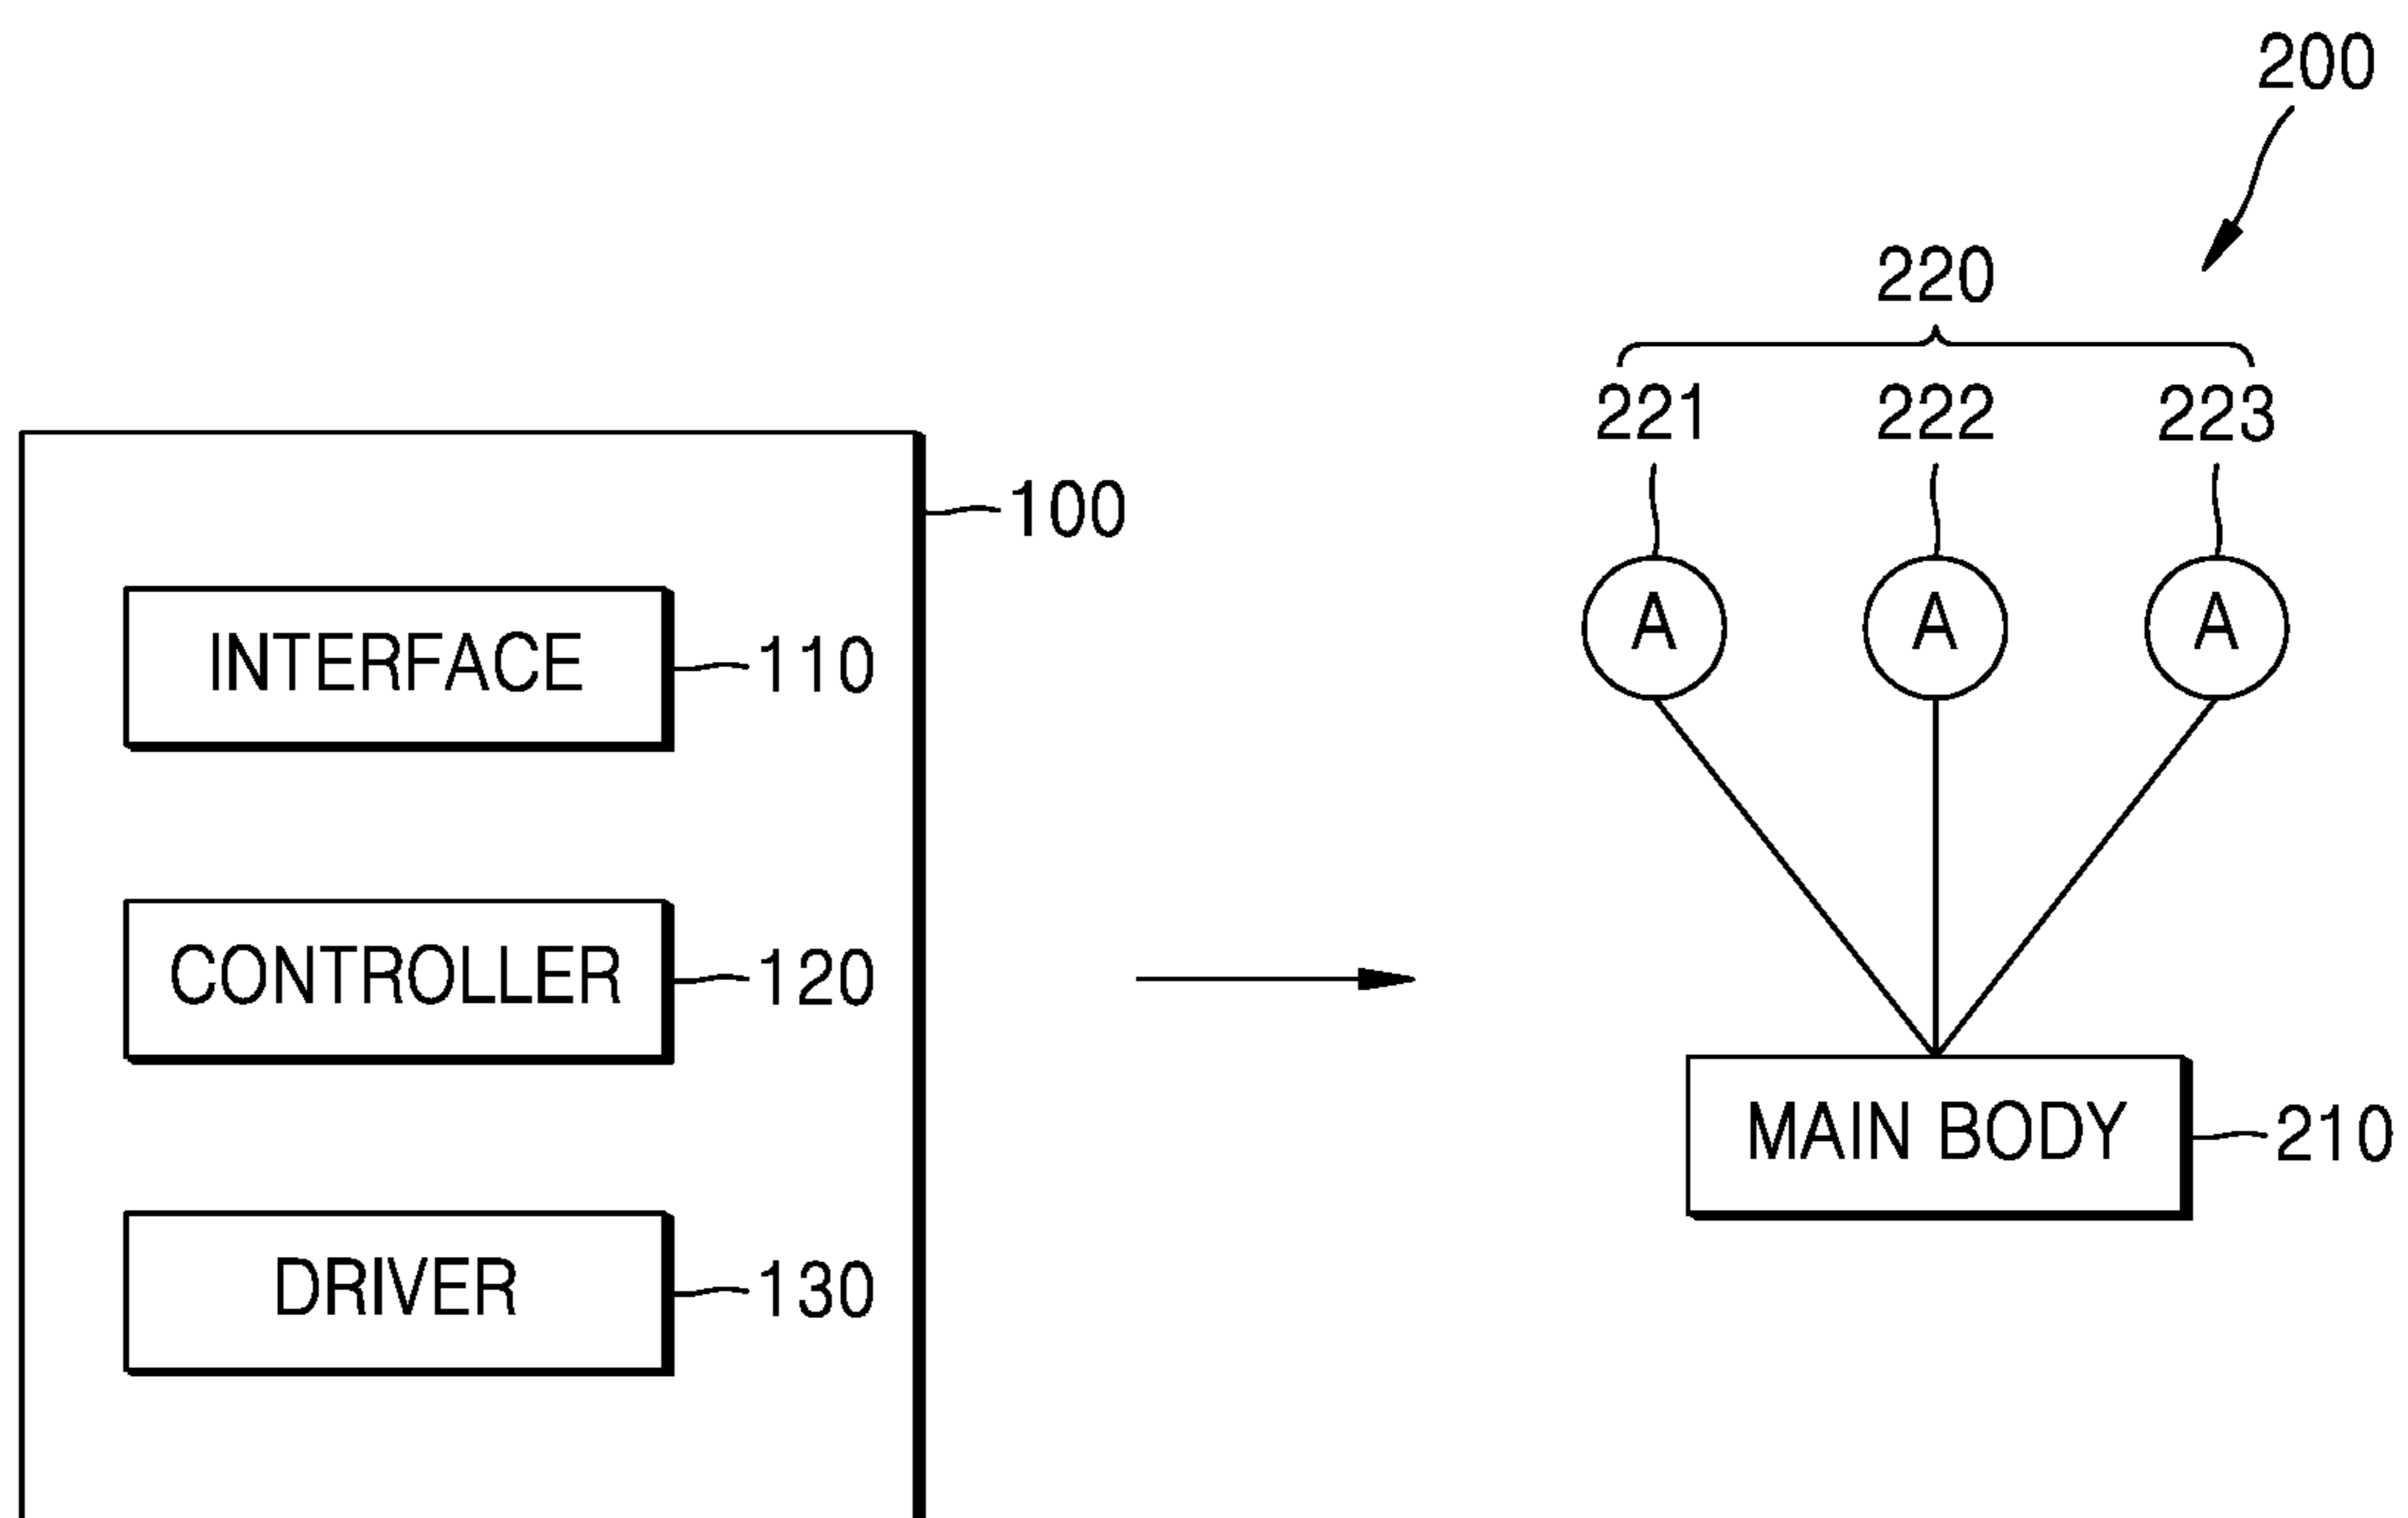 200
220
221 222 223
100
A A A
INTERFACE 110
CONTROLLER 120
MAIN BODY 210
DRIVER 130